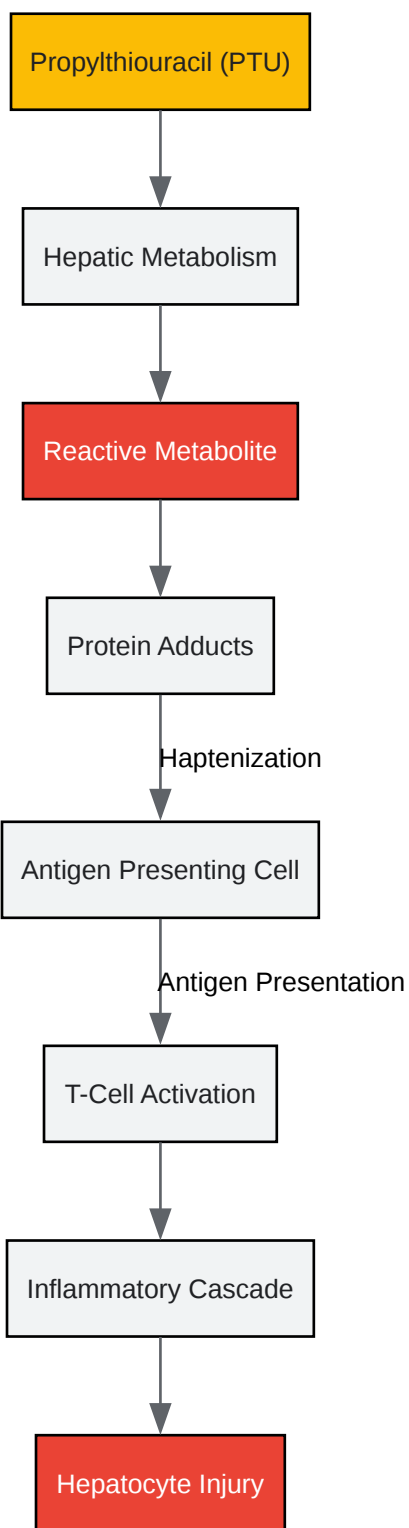 Propylthiouracil (PTU)
Hepatic Metabolism
Reactive Metabolite
Protein Adducts
Haptenization
Antigen Presenting Cell
Antigen Presentation
T-Cell Activation
Inflammatory Cascade
Hepatocyte Injury